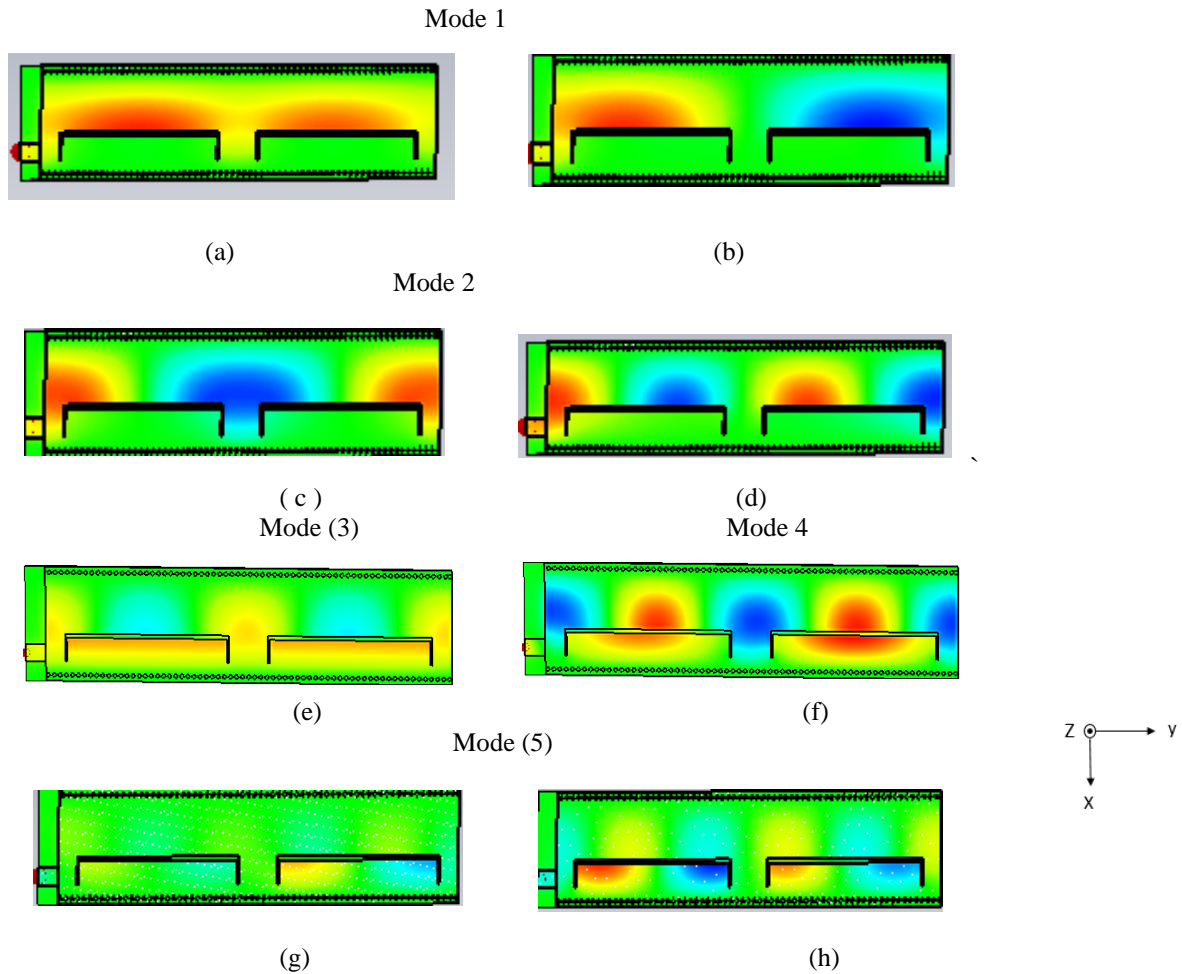 Mode 1
(a) (b)
Mode 2
( c ) (d) `
Mode (3) Mode 4
(e) (f)
Mode (5)
Z y
X
(g) (h)